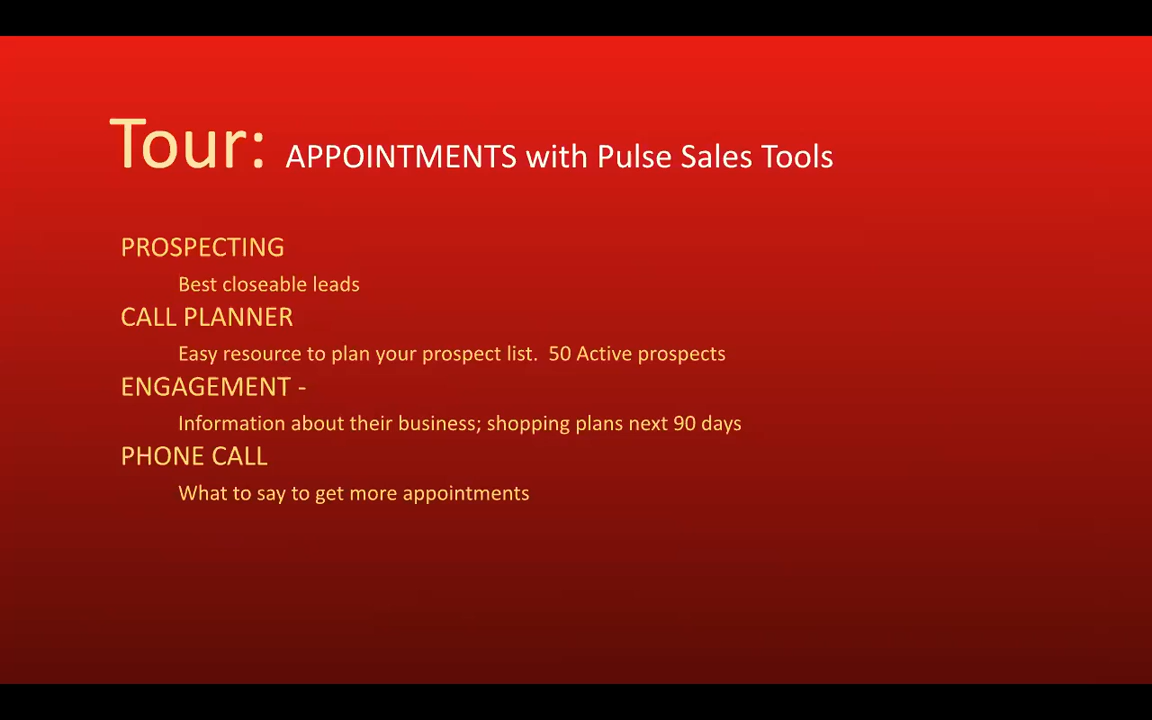 Tour: APPOINTMENTS with Pulse Sales Tools
PROSPECTING
Best closeable leads
CALL PLANNER
Easy resource to plan your prospect list.  50 Active prospects
ENGAGEMENT -
Information about their business; shopping plans next 90 days
PHONE CALL
What to say to get more appointments